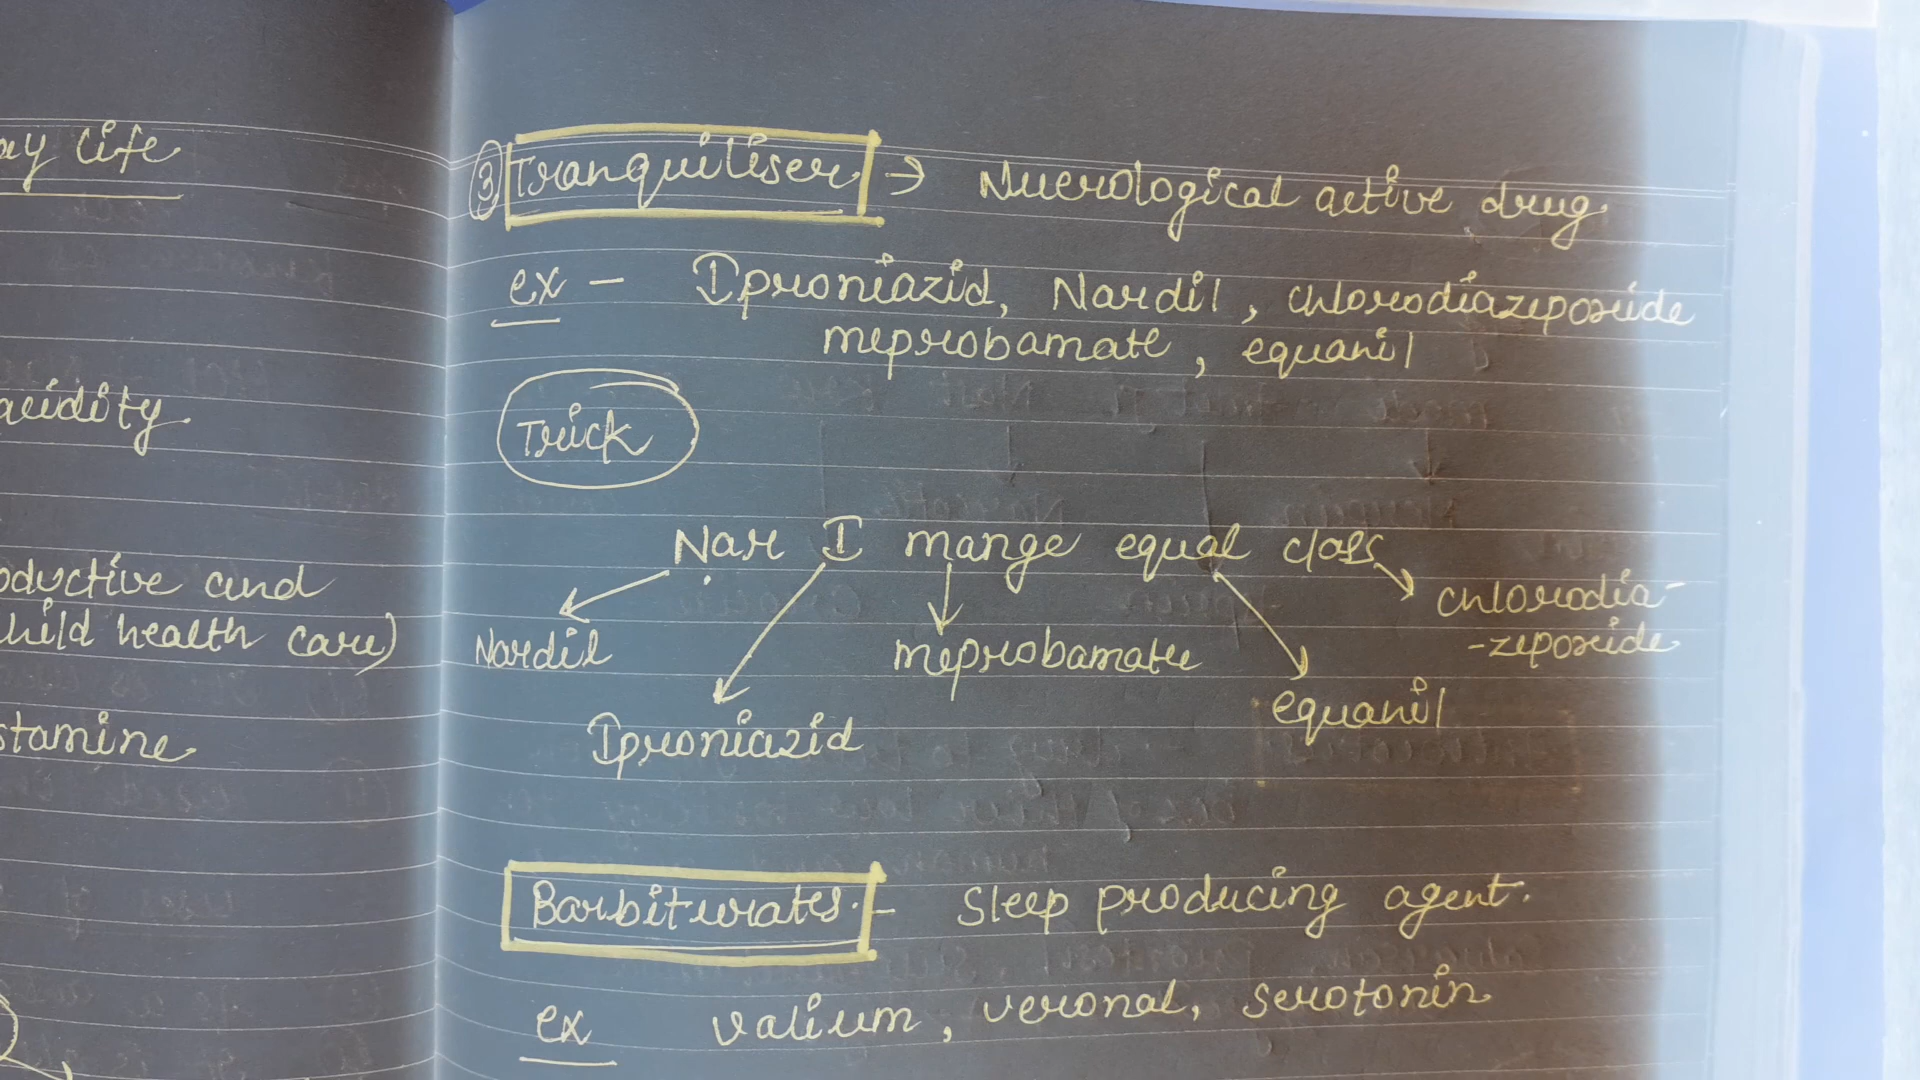 ay life
acidity.
oductive and
hild health care)
stamine
3 Tranquiliser → Nuerological active drug.
ex - Iproniazid, Nardil, chlorodiazepoxide
meprobamate, equanil
Trick
Nar I mange equal class
Nardil
Iproniazid
meprobamate
equanil
chlorodia-
-zepoxide
Barbiturates. - Sleep producing agent.
ex valium, veronal, serotonin